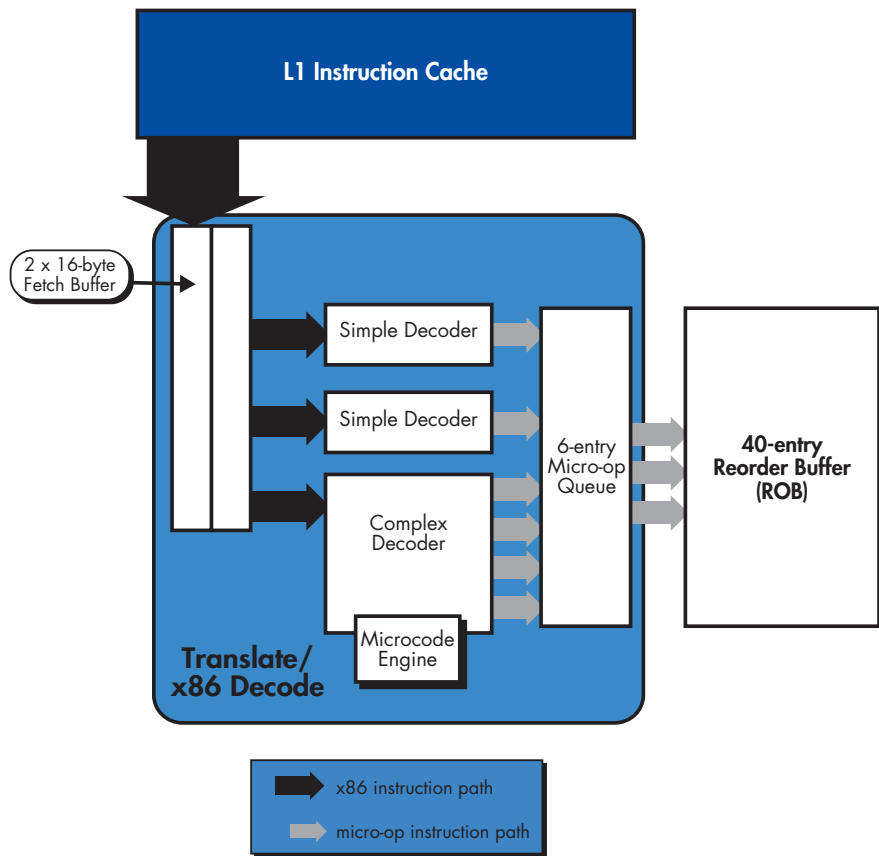 L1 Instruction Cache
2 x 16-byte
Fetch Buffer
Simple Decoder
Simple Decoder
Complex
Decoder
Microcode
Engine
6-entry
Micro-op
Queue
40-entry
Reorder Buffer
(ROB)
Translate/
x86 Decode
x86 instruction path
micro-op instruction path